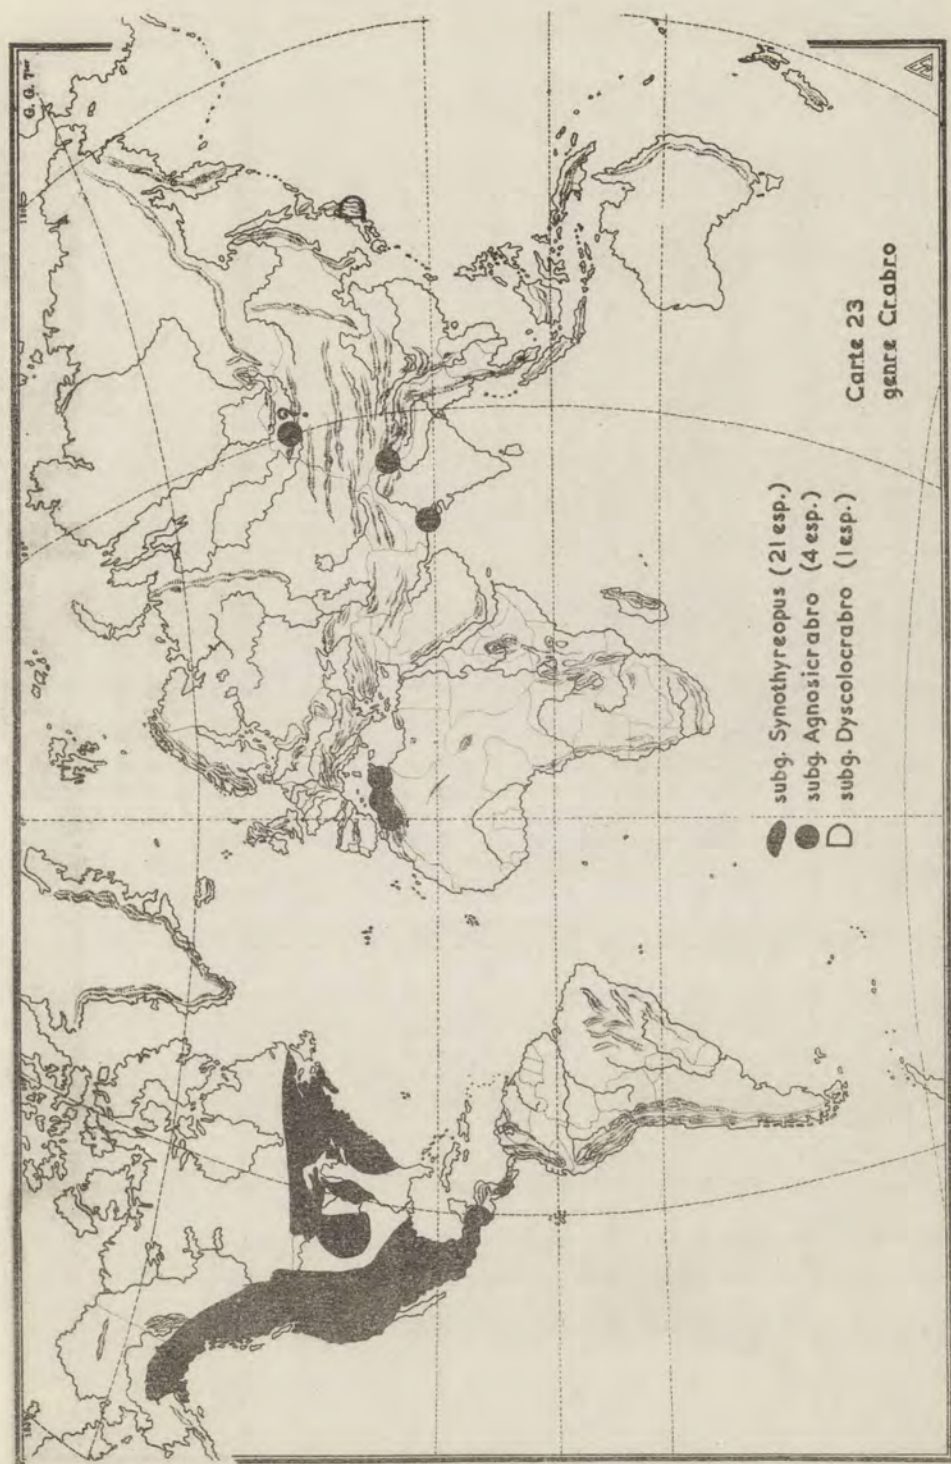 Carte 23
genre Crabro
subg. Synothyreopus (21 esp.)
subg. Agnosicrabro (4 esp.)
subg. Dyscolocrabro (1 esp.)
?